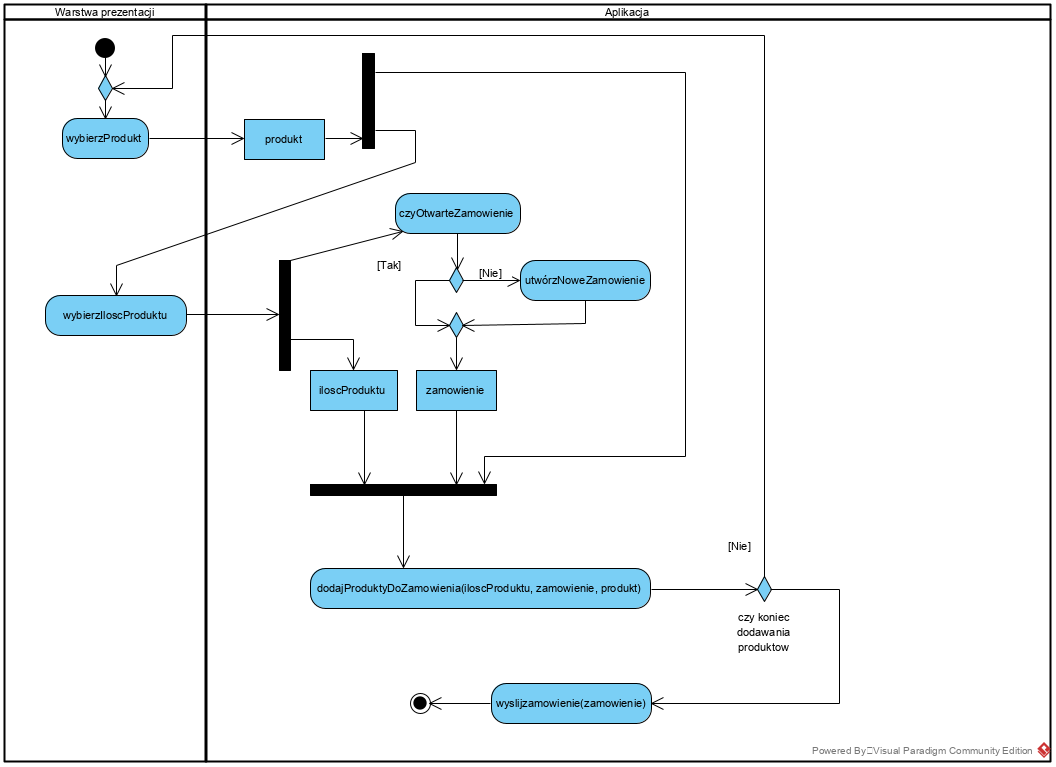 Warstwa prezentacji
Aplikacja
wybierzProdukt
produkt
czyOtwarteZamowienie
[Tak]
[Nie]
utwórzNoweZamowienie
wybierzIloscProduktu
iloscProduktu
zamowienie
[Nie]
dodajProduktyDoZamowienia(iloscProduktu, zamowienie, produkt)
czy koniec
dodawania
produktow
wyslijzamowienie(zamowienie)
Powered By Visual Paradigm Community Edition